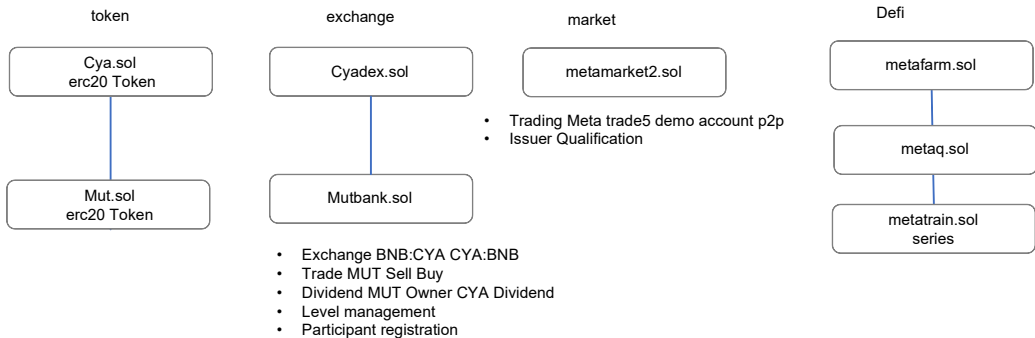 token
Cya.sol
erc20 Token
Mut.sol
erc20 Token
exchange
Cyadex.sol
Mutbank.sol
• Exchange BNB:CYA CYA:BNB
• Trade MUT Sell Buy
• Dividend MUT Owner CYA Dividend
• Level management
• Participant registration
market
metamarket2.sol
• Trading Meta trade5 demo account p2p
• Issuer Qualification
Defi
metafarm.sol
metaq.sol
metatrain.sol
series